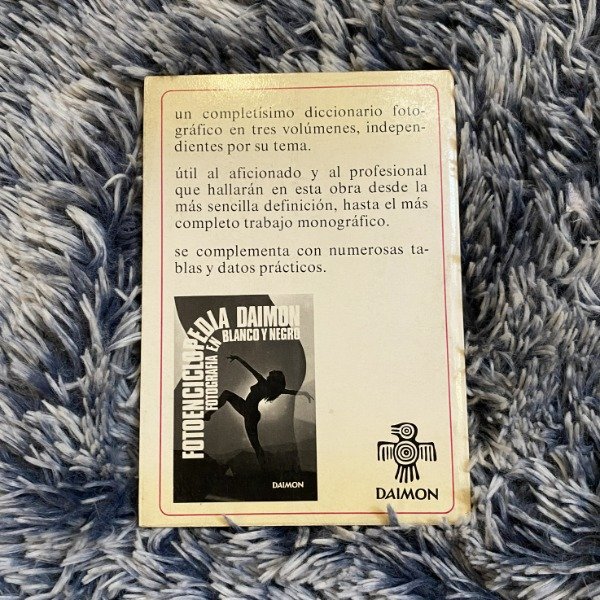 un completísimo diccionario foto-
gráfico en tres volúmenes, indepen-
dientes por su tema.
útil al aficionado y al profesional
que hallarán en esta obra desde la
más sencilla definición, hasta el más
completo trabajo monográfico.
se complementa con numerosas ta-
blas y datos prácticos.
FOTOENCICLOPEDIA DAIMON
FOTOGRAFIA EN BLANCO Y NEGRO
DAIMON
DAIMON